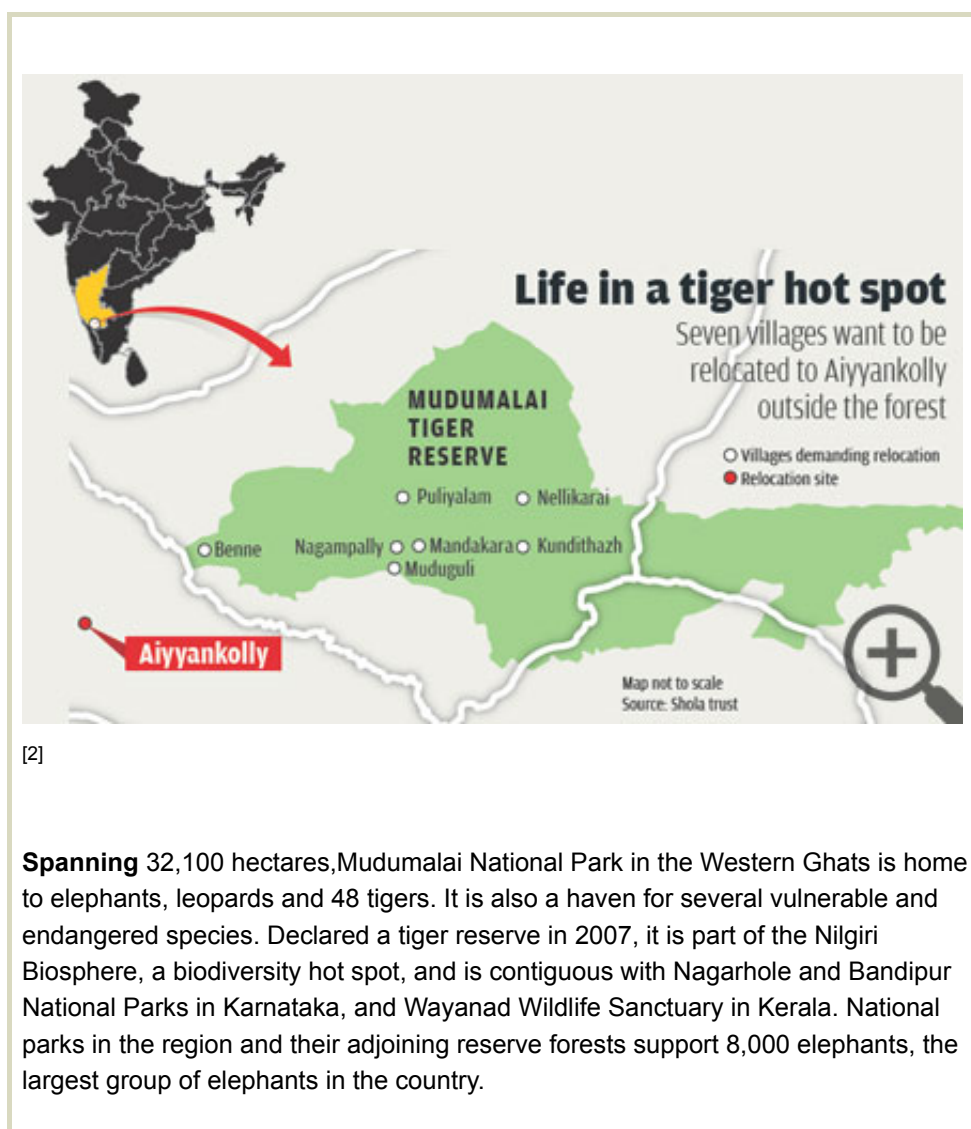 Life in a tiger hot spot
Seven villages want to be
relocated to Aiyyankolly
outside the forest
Villages demanding relocation
Relocation site
MUDUMALAI
TIGER
RESERVE
Puliyalam
Nellikarai
Benne
Nagampally
Mandakara
Kundithazh
Muduguli
Aiyyankolly
Map not to scale
Source: Shola trust
[2]
Spanning 32,100 hectares,Mudumalai National Park in the Western Ghats is home
to elephants, leopards and 48 tigers. It is also a haven for several vulnerable and
endangered species. Declared a tiger reserve in 2007, it is part of the Nilgiri
Biosphere, a biodiversity hot spot, and is contiguous with Nagarhole and Bandipur
National Parks in Karnataka, and Wayanad Wildlife Sanctuary in Kerala. National
parks in the region and their adjoining reserve forests support 8,000 elephants, the
largest group of elephants in the country.